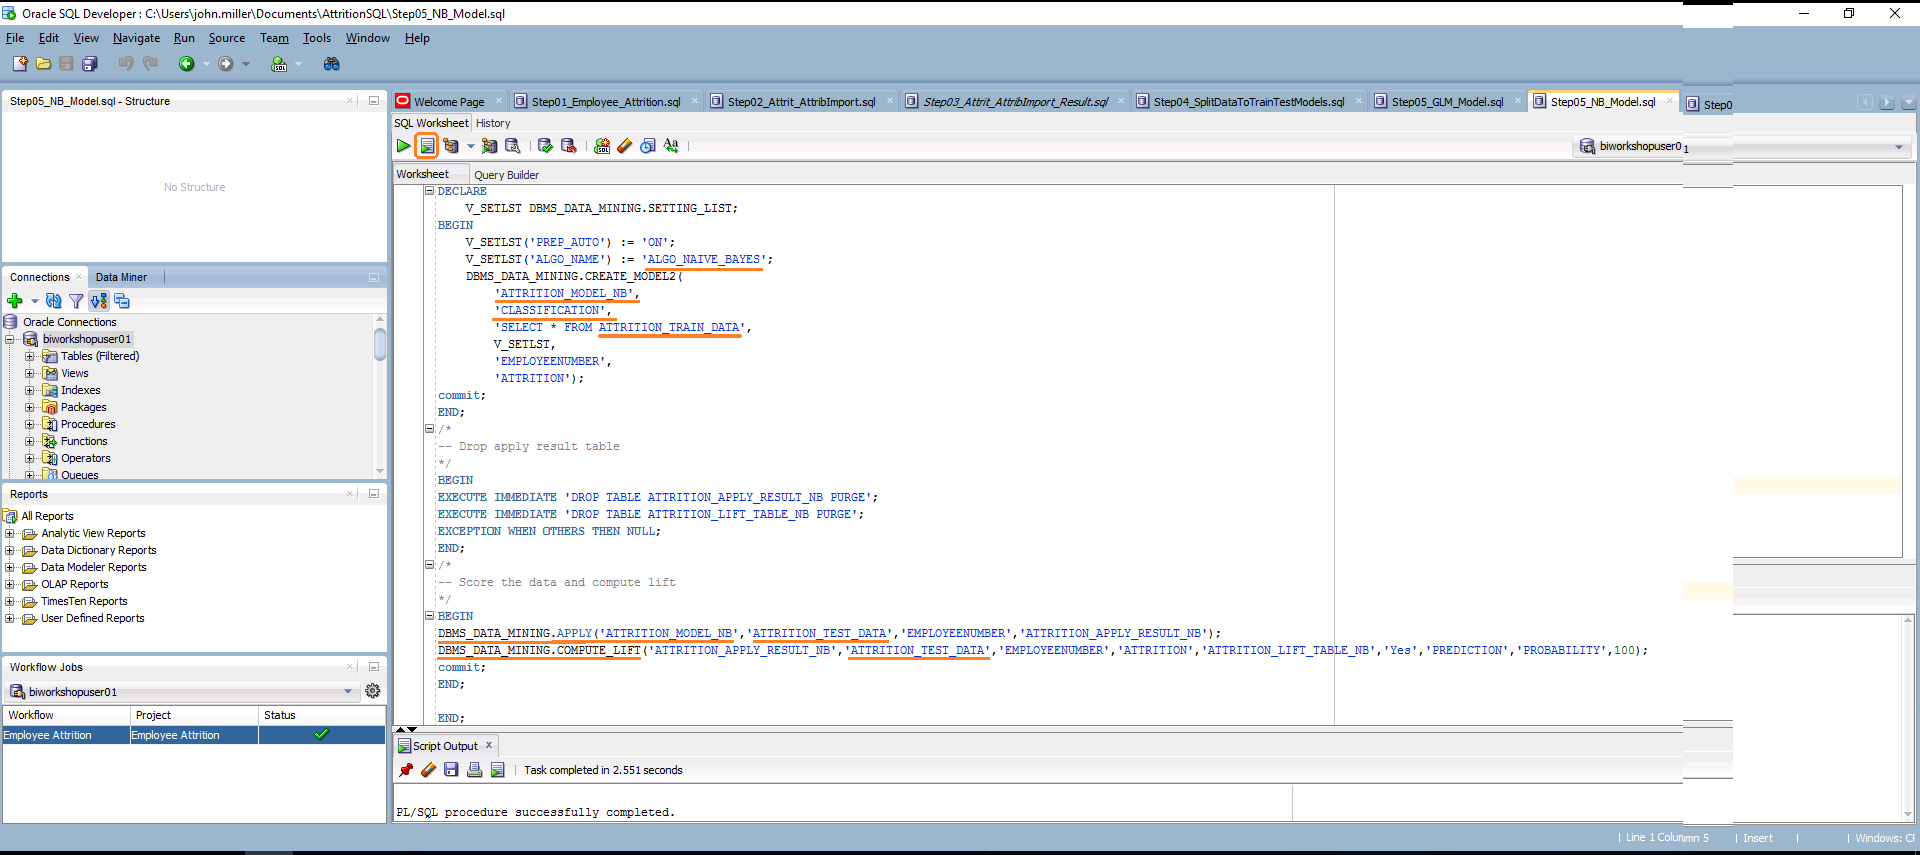 Oracle SQL Developer : C:\Users\john.miller\Documents\AttritionSQL\Step05_NB_Model.sql
File Edit View Navigate Run Source Team Tools Window Help
Step05_NB_Model.sql - Structure
No Structure
Connections Data Miner
Oracle Connections
biworkshopuser01
Tables (Filtered)
Views
Indexes
Packages
Procedures
Functions
Operators
Queues
Reports
All Reports
Analytic View Reports
Data Dictionary Reports
Data Modeler Reports
OLAP Reports
TimesTen Reports
User Defined Reports
Workflow Jobs
biworkshopuser01
Workflow Project Status
Employee Attrition Employee Attrition
Welcome Page Step01_Employee_Attrition.sql Step02_Attrit_AttribImport.sql Step03_Attrit_AttribImport_Result.sql Step04_SplitDataToTrainTestModels.sql Step05_GLM_Model.sql Step05_NB_Model.sql Step0
SQL Worksheet History
biworkshopuser01
Worksheet Query Builder
DECLARE
V_SETLST DBMS_DATA_MINING.SETTING_LIST;
BEGIN
V_SETLST('PREP_AUTO') := 'ON';
V_SETLST('ALGO_NAME') := 'ALGO_NAIVE_BAYES';
DBMS_DATA_MINING.CREATE_MODEL2(
'ATTRITION_MODEL_NB',
'CLASSIFICATION',
'SELECT * FROM ATTRITION_TRAIN_DATA',
V_SETLST,
'EMPLOYEENUMBER',
'ATTRITION');
commit;
END;
/*
-- Drop apply result table
*/
BEGIN
EXECUTE IMMEDIATE 'DROP TABLE ATTRITION_APPLY_RESULT_NB PURGE';
EXECUTE IMMEDIATE 'DROP TABLE ATTRITION_LIFT_TABLE_NB PURGE';
EXCEPTION WHEN OTHERS THEN NULL;
END;
/*
-- Score the data and compute lift
*/
BEGIN
DBMS_DATA_MINING.APPLY('ATTRITION_MODEL_NB','ATTRITION_TEST_DATA','EMPLOYEENUMBER','ATTRITION_APPLY_RESULT_NB');
DBMS_DATA_MINING.COMPUTE_LIFT('ATTRITION_APPLY_RESULT_NB','ATTRITION_TEST_DATA','EMPLOYEENUMBER','ATTRITION','ATTRITION_LIFT_TABLE_NB','Yes','PREDICTION','PROBABILITY',100);
commit;
END;
END;
Script Output
Task completed in 2.551 seconds
PL/SQL procedure successfully completed.
Line 1 Column 5 Insert Windows: CF